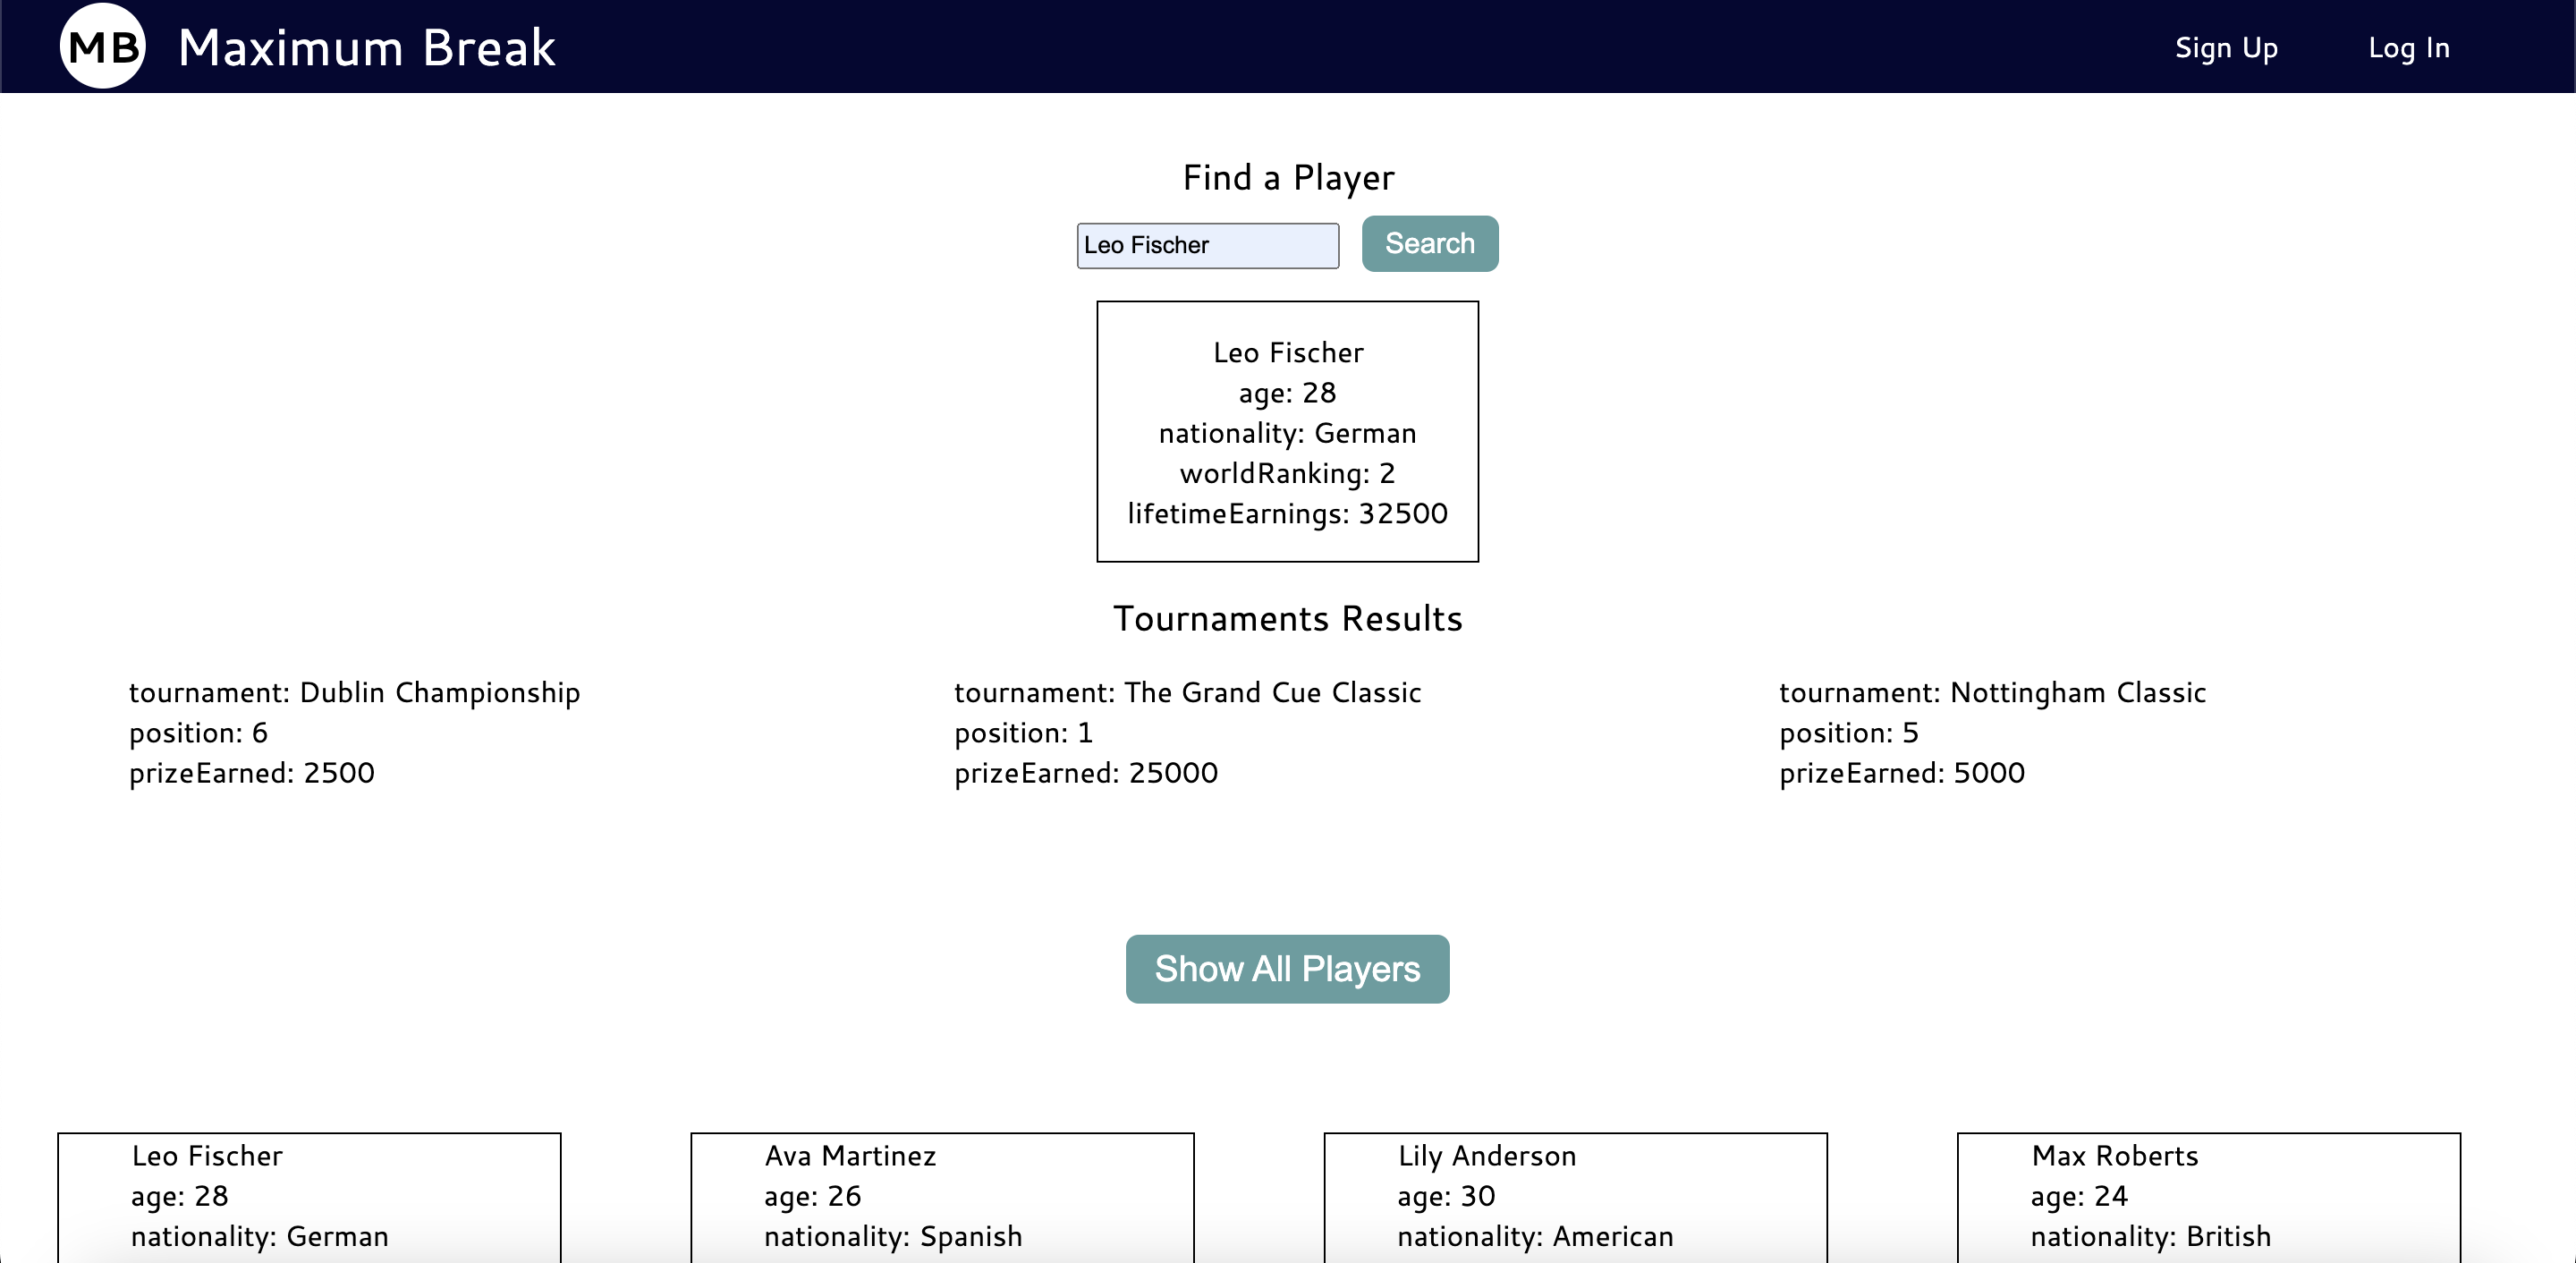 MB Maximum Break Sign Up Log In
Find a Player
Leo Fischer Search
Leo Fischer
age: 28
nationality: German
worldRanking: 2
lifetimeEarnings: 32500
Tournaments Results
tournament: Dublin Championship
position: 6
prizeEarned: 2500
tournament: The Grand Cue Classic
position: 1
prizeEarned: 25000
tournament: Nottingham Classic
position: 5
prizeEarned: 5000
Show All Players
Leo Fischer
age: 28
nationality: German
Ava Martinez
age: 26
nationality: Spanish
Lily Anderson
age: 30
nationality: American
Max Roberts
age: 24
nationality: British